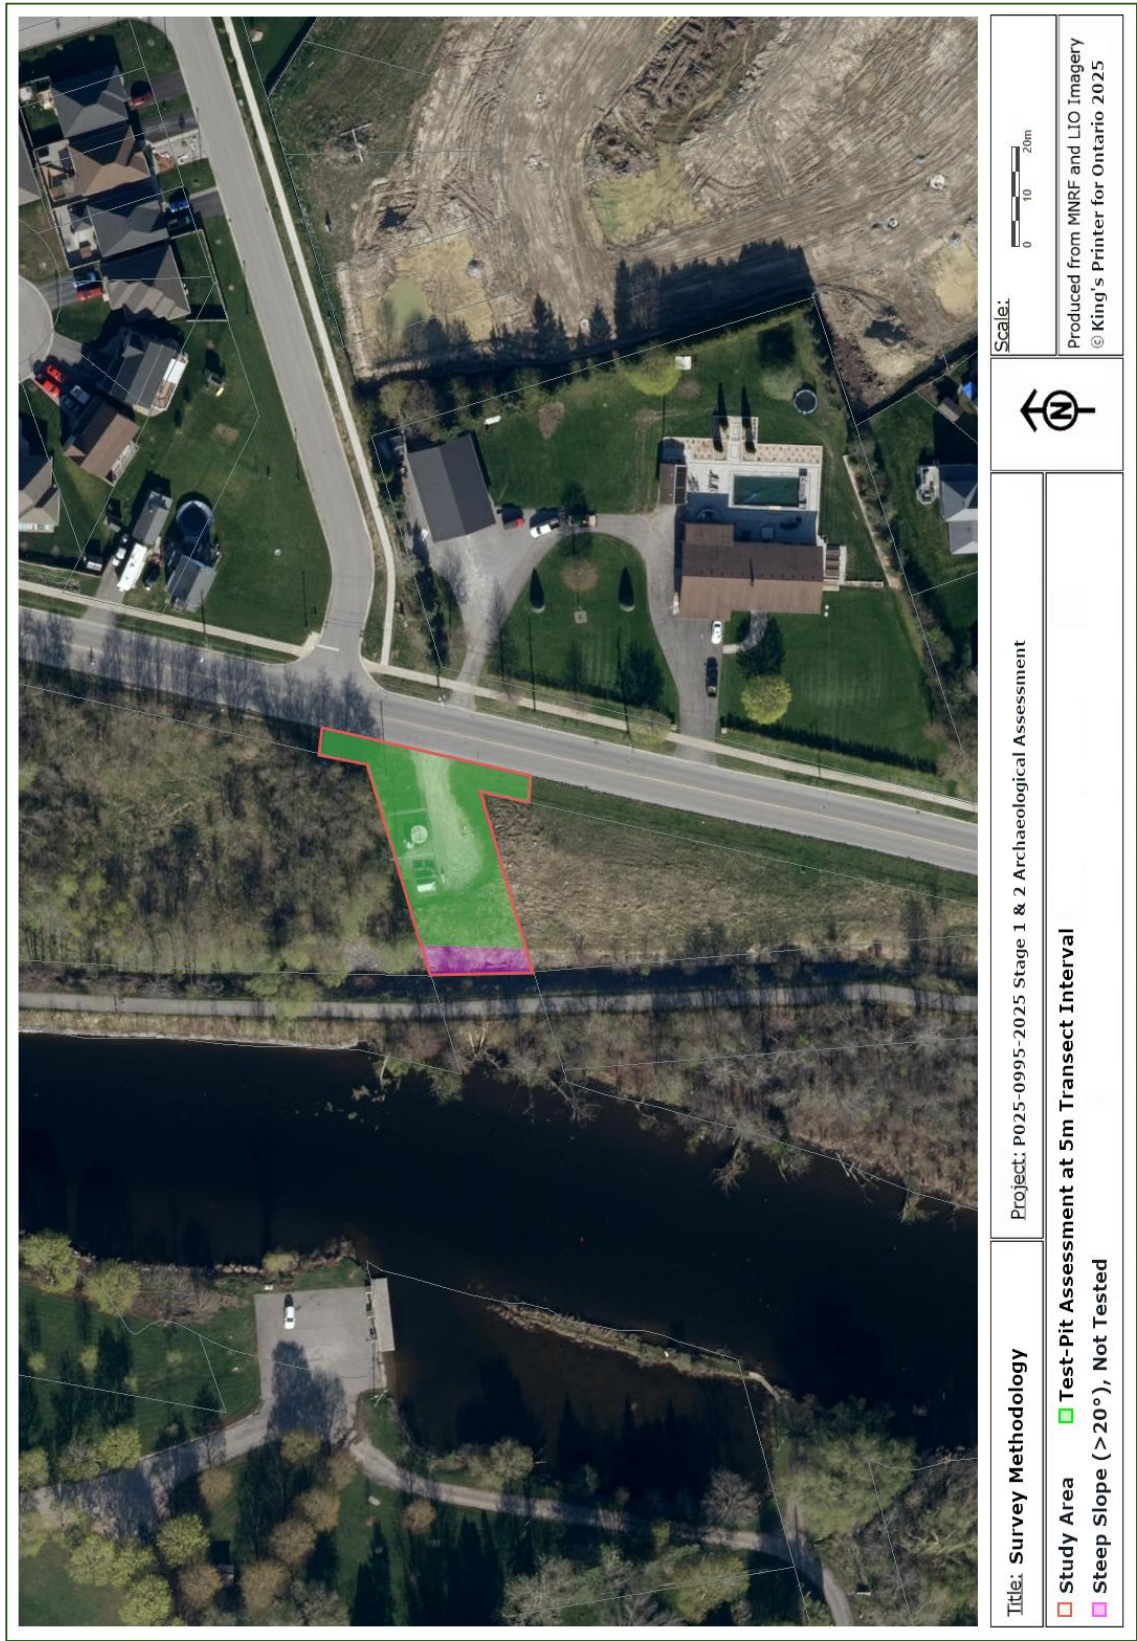 Title: Survey Methodology
Project: P025-0995-2025 Stage 1 & 2 Archaeological Assessment
Study Area
Test-Pit Assessment at 5m Transect Interval
Steep Slope (>20°), Not Tested
N
Scale:
0 10 20m
Produced from MNRF and LIO Imagery
© King's Printer for Ontario 2025